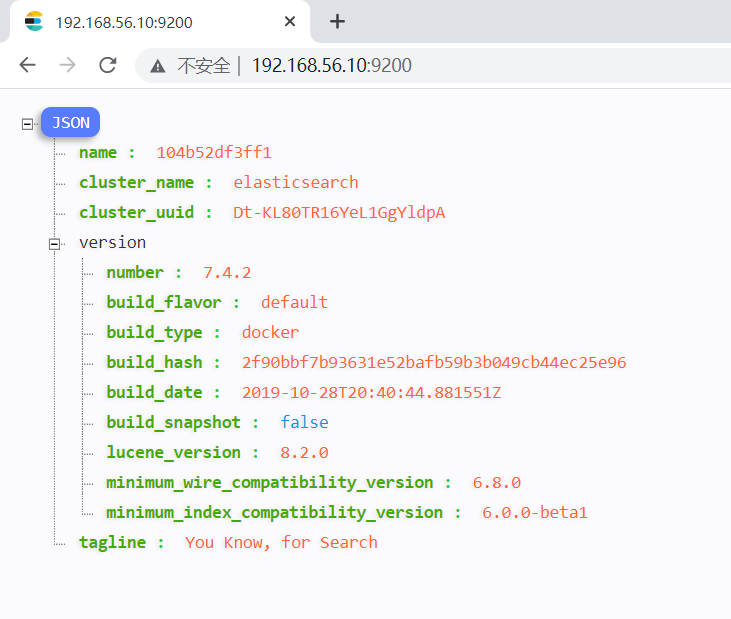 192.168.56.10:9200
不安全 | 192.168.56.10:9200
JSON
name : 104b52df3ff1
cluster_name : elasticsearch
cluster_uuid : Dt-KL80TR16YeL1GgYldpA
version
number : 7.4.2
build_flavor : default
build_type : docker
build_hash : 2f90bbf7b93631e52bafb59b3b049cb44ec25e96
build_date : 2019-10-28T20:40:44.881551Z
build_snapshot : false
lucene_version : 8.2.0
minimum_wire_compatibility_version : 6.8.0
minimum_index_compatibility_version : 6.0.0-beta1
tagline : You Know, for Search